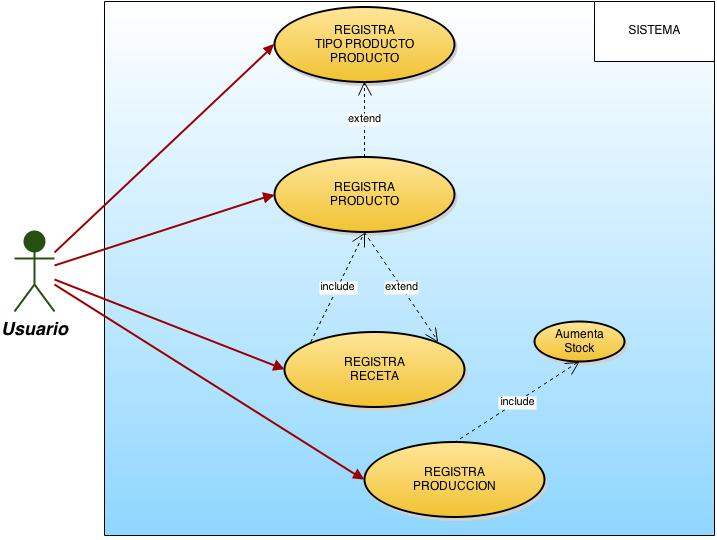 REGISTRA
TIPO PRODUCTO
PRODUCTO
SISTEMA
extend
REGISTRA
PRODUCTO
Usuario
include
extend
Aumenta
Stock
REGISTRA
RECETA
include
REGISTRA
PRODUCCION